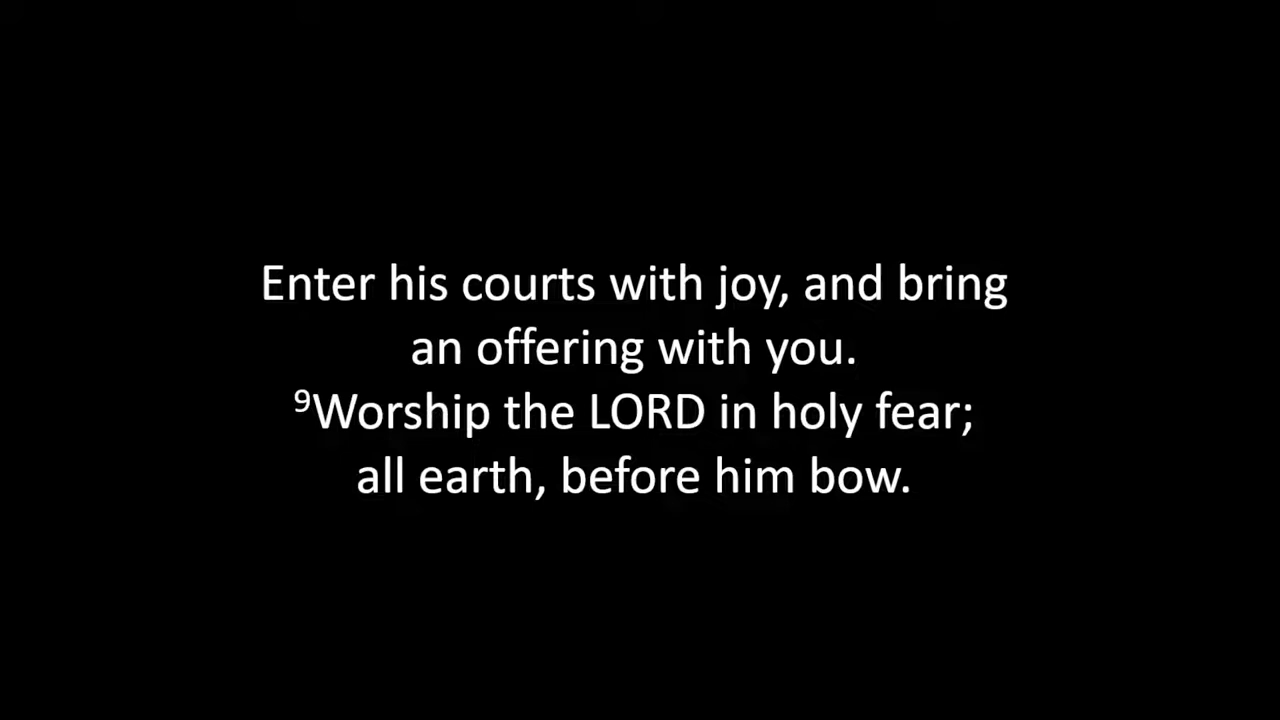 Enter his courts with joy, and bring
an offering with you.
⁹Worship the LORD in holy fear;
all earth, before him bow.